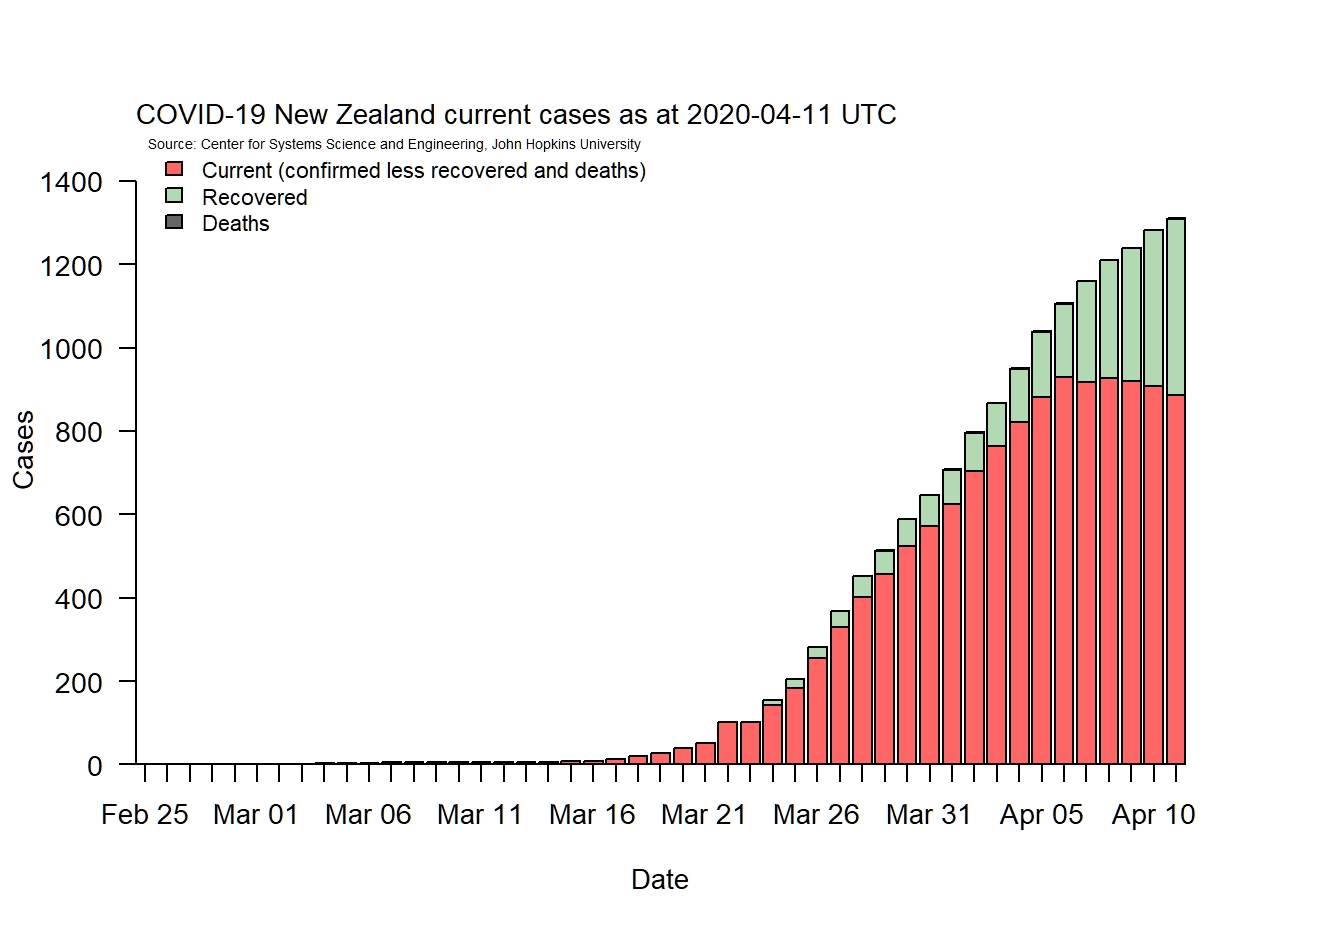 COVID-19 New Zealand current cases as at 2020-04-11 UTC
Source: Center for Systems Science and Engineering, John Hopkins University
Current (confirmed less recovered and deaths)
Recovered
Deaths
1400
1200
1000
800
600
400
200
0
Cases
Feb 25 Mar 01 Mar 06 Mar 11 Mar 16 Mar 21 Mar 26 Mar 31 Apr 05 Apr 10
Date